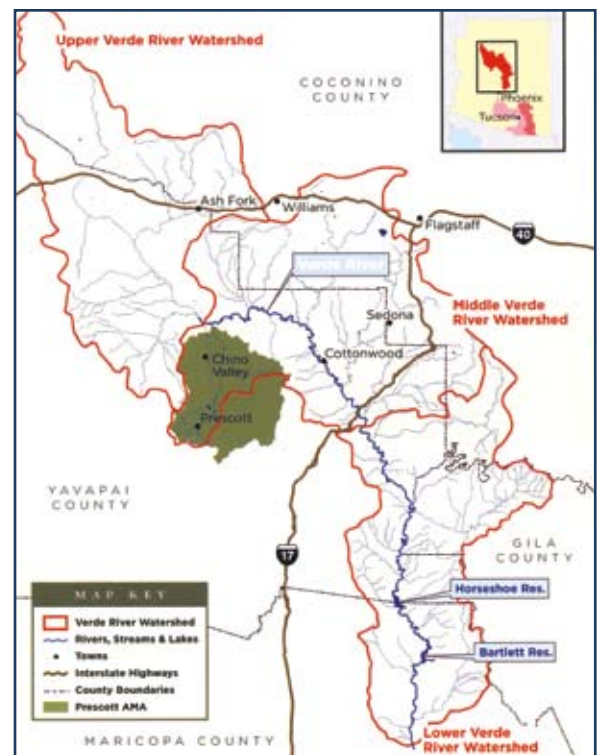 Upper Verde River Watershed
COCONINO
COUNTY
Phoenix
Tucson
Ash Fork
Williams
Flagstaff
40
Verde River
Middle Verde
River Watershed
Sedona
Chino
Valley
Cottonwood
Prescott
YAVAPAI
COUNTY
GILA
COUNTY
17
Horseshoe Res.
Bartlett Res.
MAP KEY
Verde River Watershed
Rivers, Streams & Lakes
Towns
Interstate Highways
County Boundaries
Prescott AMA
MARICOPA COUNTY
Lower Verde
River Watershed